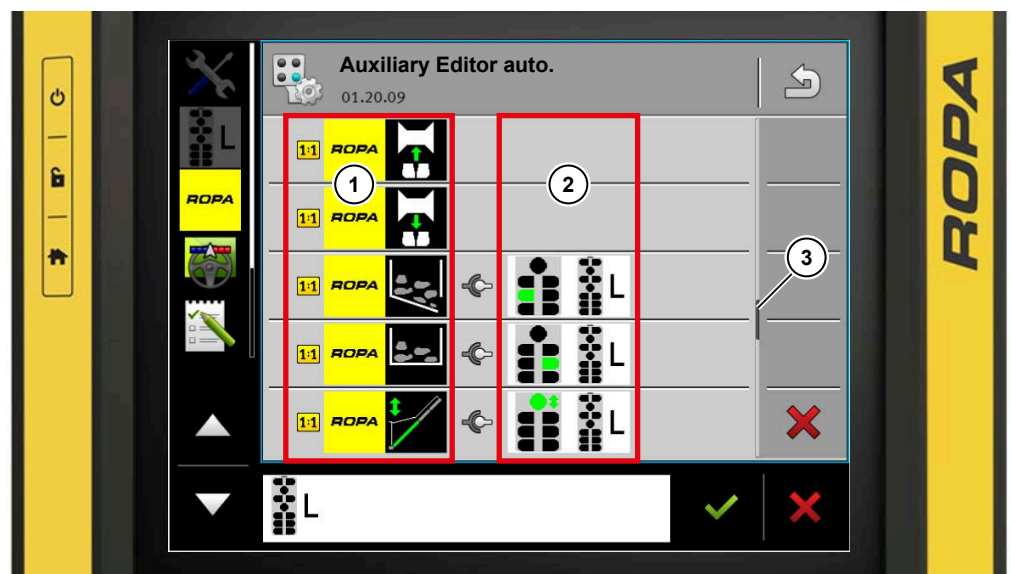 Auxiliary Editor auto.
01.20.09
L
ROPA
1:1 ROPA
1
2
1:1 ROPA
3
1:1 ROPA L
1:1 ROPA L
1:1 ROPA L
L
ROPA